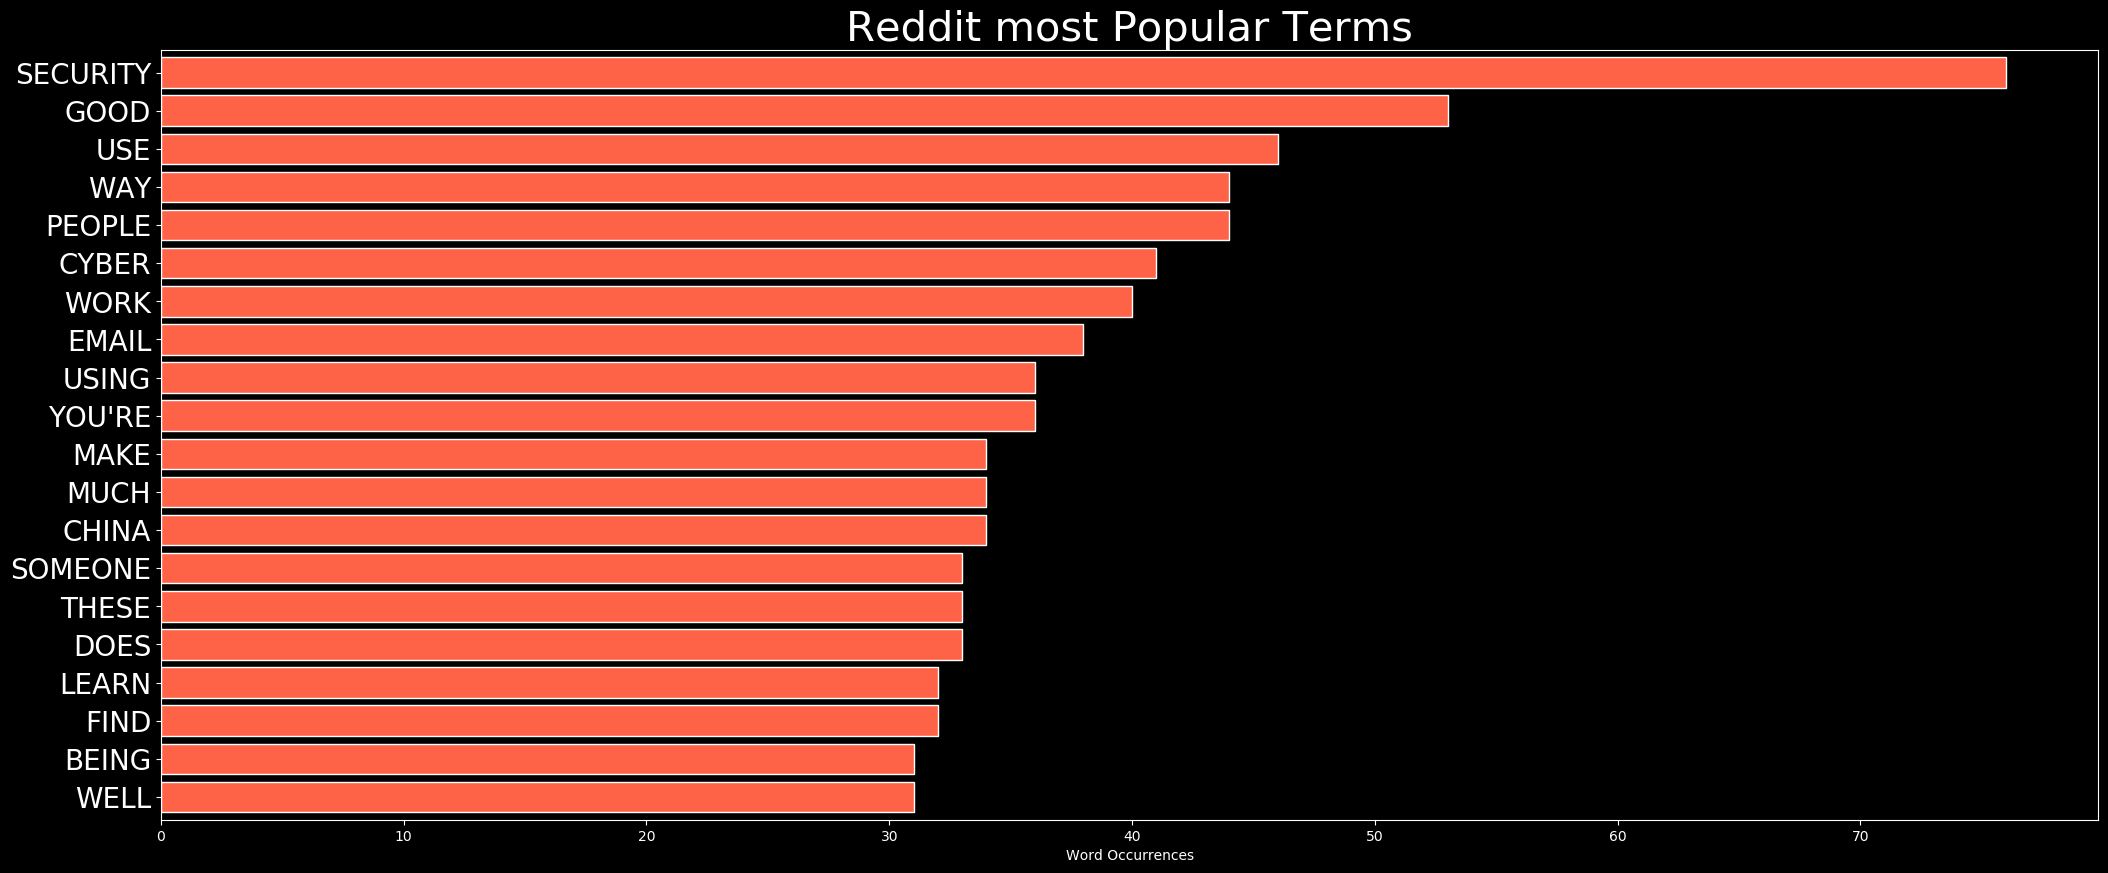 Reddit most Popular Terms
SECURITY
GOOD
USE
WAY
PEOPLE
CYBER
WORK
EMAIL
USING
YOU'RE
MAKE
MUCH
CHINA
SOMEONE
THESE
DOES
LEARN
FIND
BEING
WELL
0 10 20 30 40 50 60 70
Word Occurrences